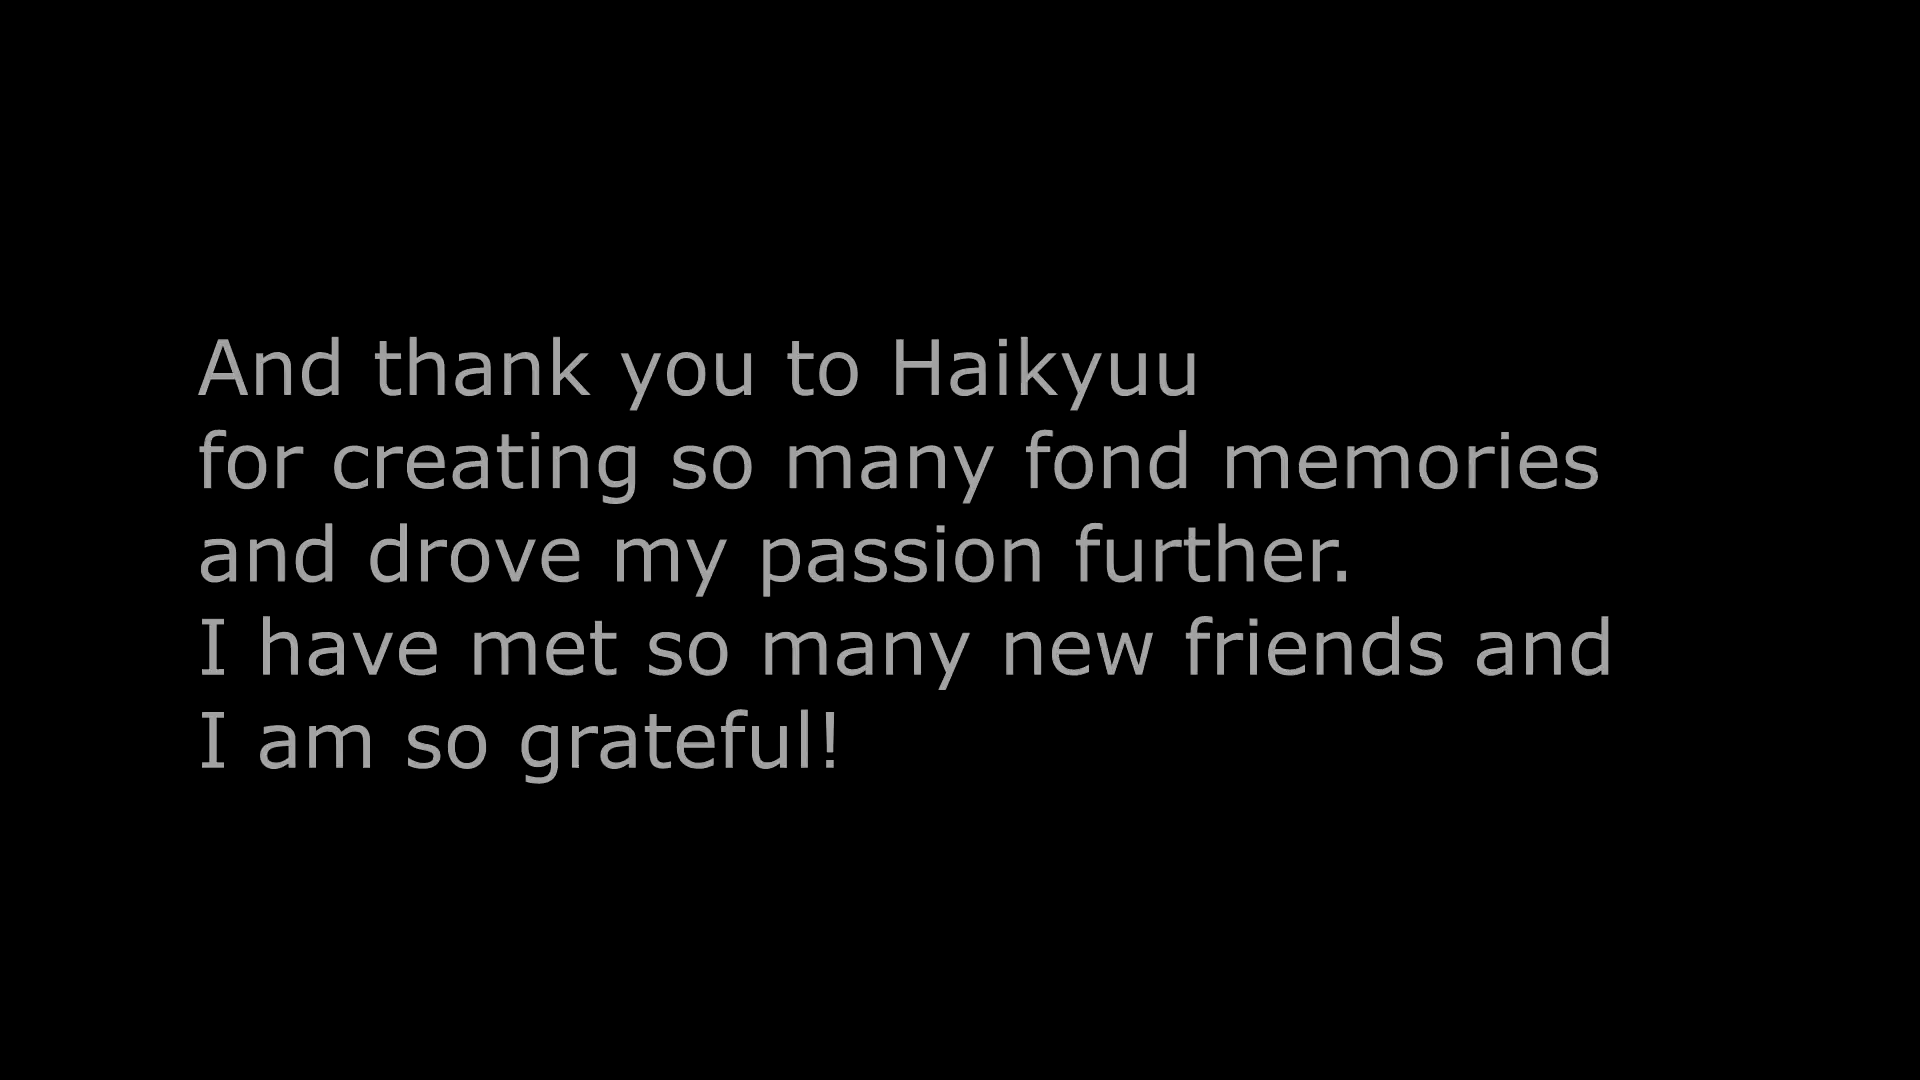 And thank you to Haikyuu
for creating so many fond memories
and drove my passion further.
I have met so many new friends and
I am so grateful!